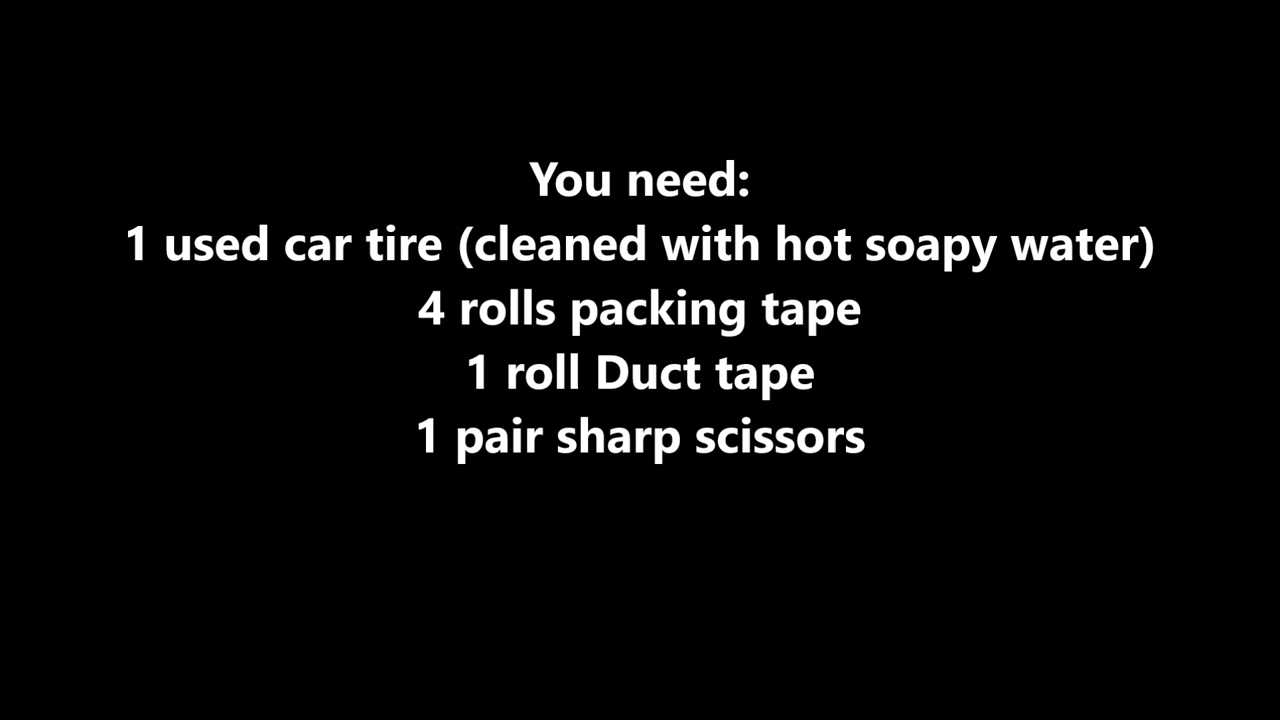 You need:
1 used car tire (cleaned with hot soapy water)
4 rolls packing tape
1 roll Duct tape
1 pair sharp scissors